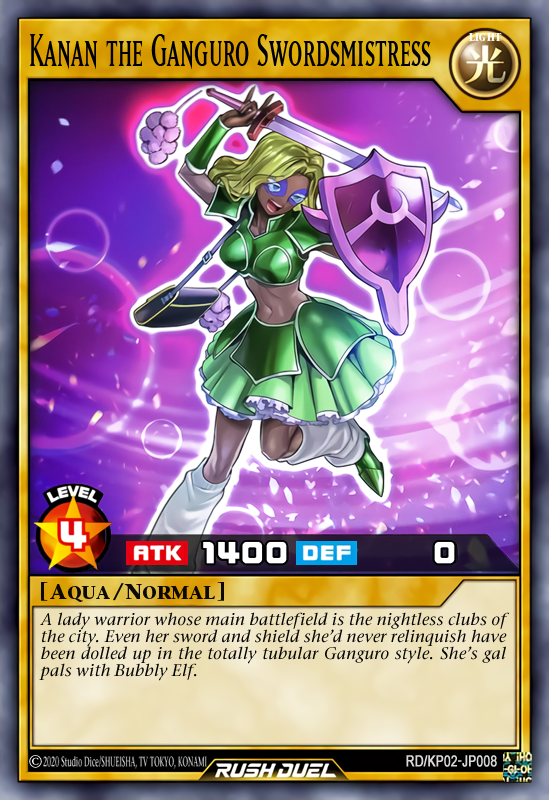 Kanan the Ganguro Swordsmistress
LIGHT
光
LEVEL
4
ATK 1400 DEF 0
[Aqua/Normal]
A lady warrior whose main battlefield is the nightless clubs of
the city. Even her sword and shield she'd never relinquish have
been dolled up in the totally tubular Ganguro style. She's gal
pals with Bubbly Elf.
©2020 Studio Dice/SHUEISHA, TV TOKYO, KONAMI
RUSH DUEL
RD/KP02-JP008